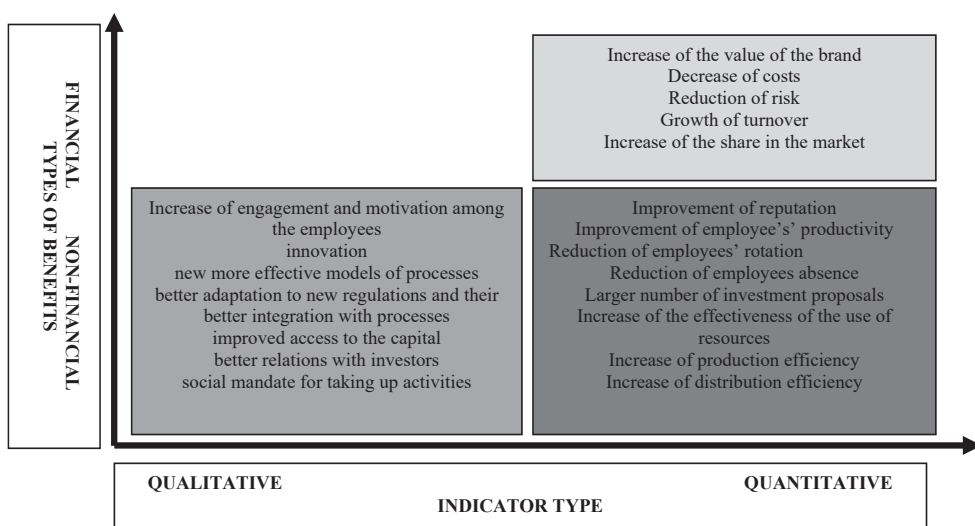 FINANCIAL NON-FINANCIAL
TYPES OF BENEFITS
Increase of the value of the brand
Decrease of costs
Reduction of risk
Growth of turnover
Increase of the share in the market
Increase of engagement and motivation among
the employees
innovation
new more effective models of processes
better adaptation to new regulations and their
better integration with processes
improved access to the capital
better relations with investors
social mandate for taking up activities
Improvement of reputation
Improvement of employee's' productivity
Reduction of employees' rotation
Reduction of employees absence
Larger number of investment proposals
Increase of the effectiveness of the use of
resources
Increase of production efficiency
Increase of distribution efficiency
QUALITATIVE QUANTITATIVE
INDICATOR TYPE